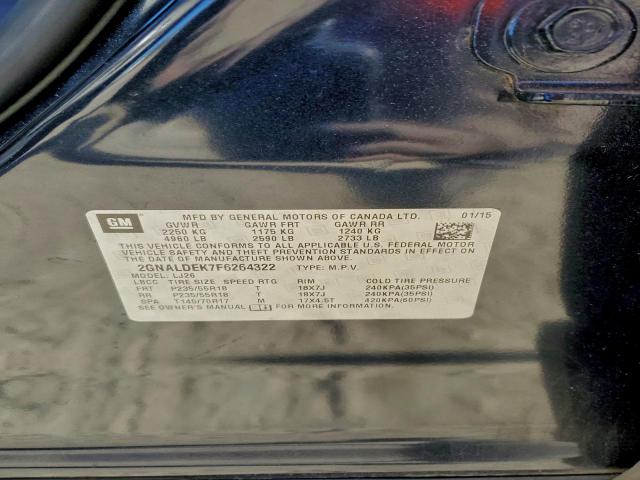 GM
MFD BY GENERAL MOTORS OF CANADA LTD. 01/15
GVWR GAWR FRT GAWR RR
2250 KG 1175 KG 1240 KG
4960 LB 2590 LB 2733 LB
THIS VEHICLE CONFORMS TO ALL APPLICABLE U.S. FEDERAL MOTOR
VEHICLE SAFETY AND THEFT PREVENTION STANDARDS IN EFFECT
ON THE DATE OF MANUFACTURE SHOWN ABOVE.
2GNALDEK7F6264322 TYPE: M.P.V.
MODEL: LJ26
LBCC TIRE SIZE SPEED RTG RIM COLD TIRE PRESSURE
FRT P235/55R18 T 18X7J 240KPA(35PSI)
RR P235/55R18 T 18X7J 240KPA(35PSI)
SPA T145/70R17 M 17X4.5T 420KPA(60PSI)
SEE OWNER'S MANUAL FOR MORE INFORMATION.